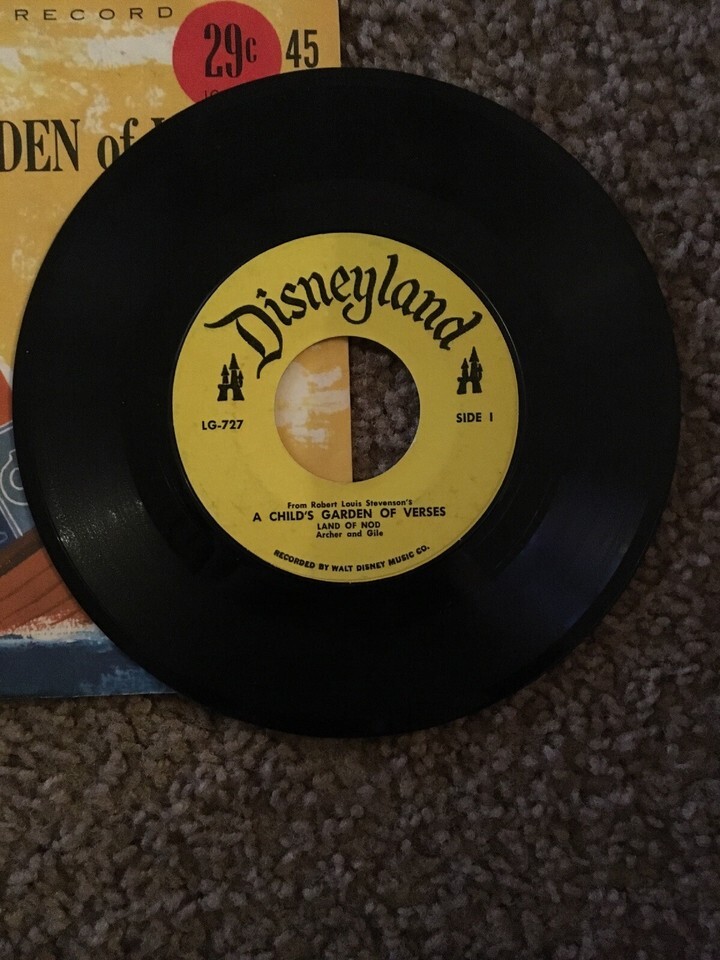 RECORD
29c 45
DEN of
Disneyland
LG-727 SIDE 1
From Robert Louis Stevenson's
A CHILD'S GARDEN OF VERSES
LAND OF NOD
Archer and Gile
RECORDED BY WALT DISNEY MUSIC CO.